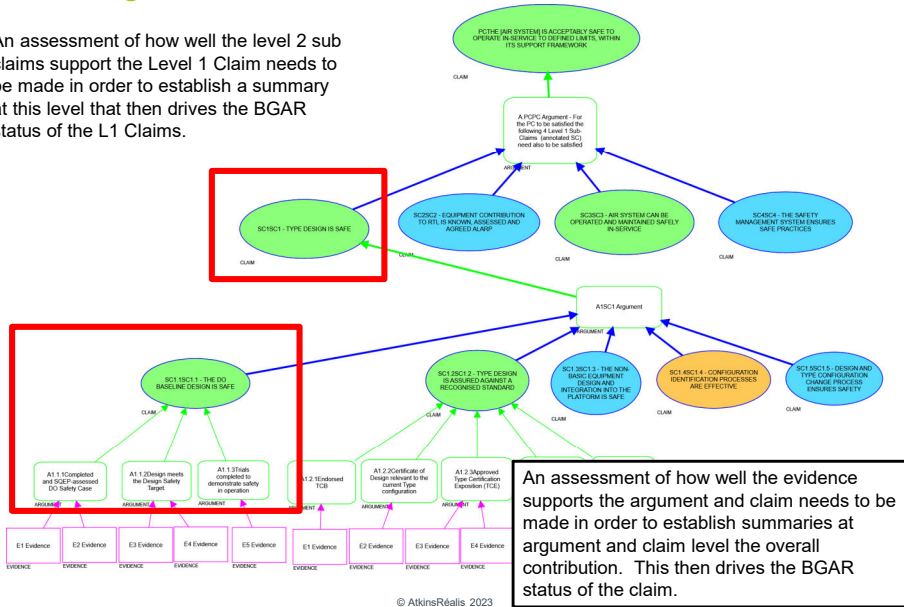 An assessment of how well the level 2 sub
claims support the Level 1 Claim needs to
be made in order to establish a summary
at this level that then drives the BGAR
status of the L1 Claims.
PCTHE [AIR SYSTEM] IS ACCEPTABLY SAFE TO
OPERATE IN-SERVICE TO DEFINED LIMITS, WITHIN
ITS SUPPORT FRAMEWORK
CLAIM
A PCPC Argument - For
the PC to be satisfied the
following 4 Level 1 Sub-
Claims (annotated SC)
need also to be satisfied
ARGUMENT
SC1SC1 - TYPE DESIGN IS SAFE
CLAIM
SC2SC2 - EQUIPMENT CONTRIBUTION
TO RTL IS KNOWN, ASSESSED AND
AGREED ALARP
CLAIM
SC3SC3 - AIR SYSTEM CAN BE
OPERATED AND MAINTAINED SAFELY
IN-SERVICE
CLAIM
SC4SC4 - THE SAFETY
MANAGEMENT SYSTEM ENSURES
SAFE PRACTICES
CLAIM
A1SC1 Argument
ARGUMENT
SC1.1SC1.1 - THE DO
BASELINE DESIGN IS SAFE
CLAIM
SC1.2SC1.2 - TYPE DESIGN
IS ASSURED AGAINST A
RECOGNISED STANDARD
CLAIM
SC1.3SC1.3 - THE NON-
BASIC EQUIPMENT
DESIGN AND
INTEGRATION INTO THE
PLATFORM IS SAFE
CLAIM
SC1.4SC1.4 - CONFIGURATION
IDENTIFICATION PROCESSES
ARE EFFECTIVE
CLAIM
SC1.5SC1.5 - DESIGN AND
TYPE CONFIGURATION
CHANGE PROCESS
ENSURES SAFETY
CLAIM
A1.1.1Completed
and SQEP-assessed
DO Safety Case
ARGUMENT
A1.1.2Design meets
the Design Safety
Target
ARGUMENT
A1.1.3Trials
completed to
demonstrate safety
in operation
ARGUMENT
A1.2.1Endorsed
TCB
ARGUMENT
A1.2.2Certificate of
Design relevant to the
current Type
configuration
ARGUMENT
A1.2.3Approved
Type Certification
Exposition (TCE)
ARGUMENT
E1 Evidence
EVIDENCE
E2 Evidence
EVIDENCE
E3 Evidence
EVIDENCE
E4 Evidence
EVIDENCE
E5 Evidence
EVIDENCE
E1 Evidence
EVIDENCE
E2 Evidence
EVIDENCE
E3 Evidence
EVIDENCE
E4 Evidence
EVIDENCE
An assessment of how well the evidence
supports the argument and claim needs to be
made in order to establish summaries at
argument and claim level the overall
contribution. This then drives the BGAR
status of the claim.
© AtkinsRéalis 2023